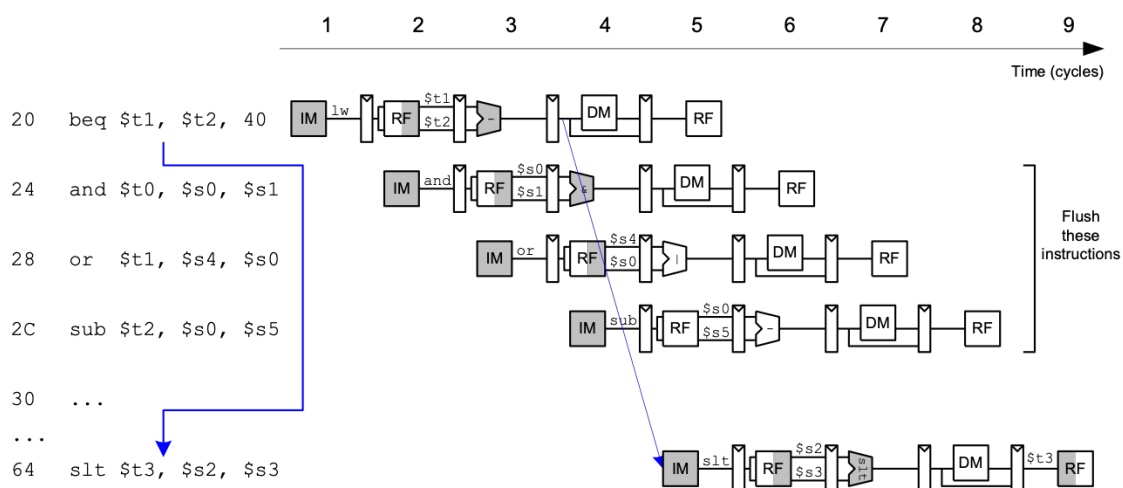 1 2 3 4 5 6 7 8 9
Time (cycles)
20 beq $t1, $t2, 40 IM lw RF $t1 $t2 - DM RF
24 and $t0, $s0, $s1 IM and RF $s0 $s1 & DM RF
28 or $t1, $s4, $s0 IM or RF $s4 $s0 | DM RF
2C sub $t2, $s0, $s5 IM sub RF $s0 $s5 - DM RF
Flush
these
instructions
30 ...
...
64 slt $t3, $s2, $s3 IM slt RF $s2 $s3 slt DM $t3 RF